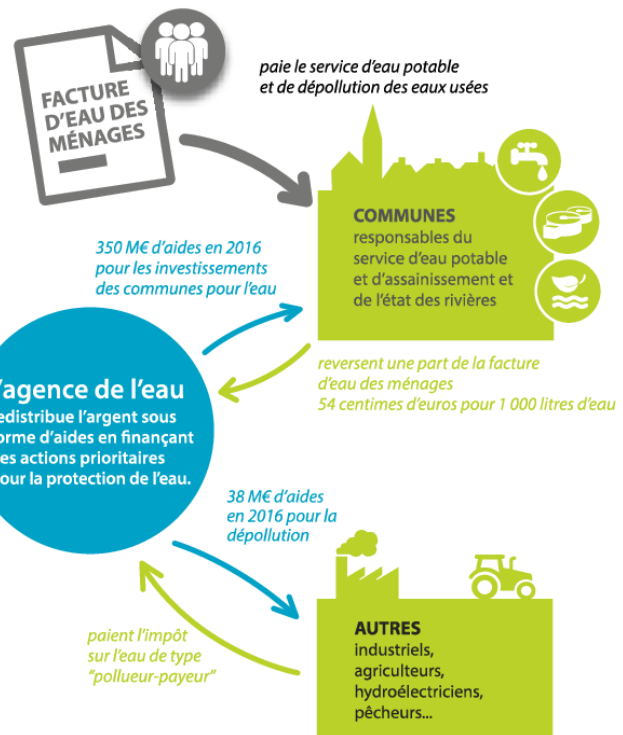 FACTURE
D'EAU DES
MÉNAGES
paie le service d'eau potable
et de dépollution des eaux usées
COMMUNES
responsables du
service d'eau potable
et d'assainissement et
de l'état des rivières
350 M€ d'aides en 2016
pour les investissements
des communes pour l'eau
reversent une part de la facture
d'eau des ménages
54 centimes d'euros pour 1 000 litres d'eau
'agence de l'eau
edistribue l'argent sous
orme d'aides en finançant
es actions prioritaires
our la protection de l'eau.
38 M€ d'aides
en 2016 pour la
dépollution
paient l'impôt
sur l'eau de type
"pollueur-payeur"
AUTRES
industriels,
agriculteurs,
hydroélectriciens,
pêcheurs...